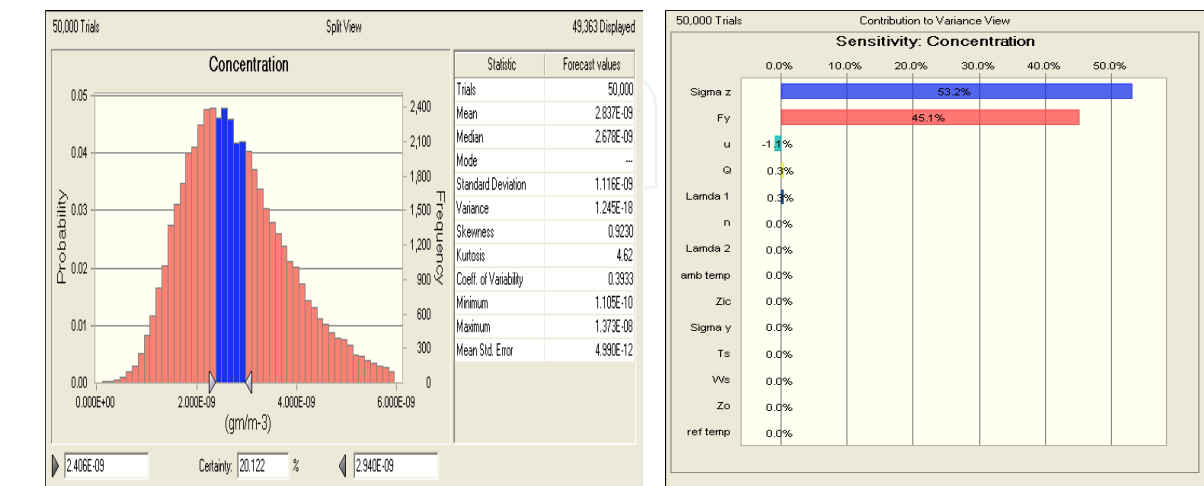 50,000 Trials Split View 49,363 Displayed
Concentration
0.05
0.04
0.03
0.02
0.01
0.00
Probability
2,400
2,100
1,800
1,500
1,200
900
600
300
0
Frequency
0.000E+00 2.000E-09 4.000E-09 6.000E-09
(gm/m-3)
Statistic Forecast values
Trials 50,000
Mean 2.837E-09
Median 2.678E-09
Mode ---
Standard Deviation 1.116E-09
Variance 1.245E-18
Skewness 0.9230
Kurtosis 4.62
Coeff. of Variability 0.3933
Minimum 1.105E-10
Maximum 1.373E-08
Mean Std. Error 4.990E-12
2.406E-09 Certainty: 20.122 % 2.940E-09
50,000 Trials Contribution to Variance View
Sensitivity: Concentration
0.0% 10.0% 20.0% 30.0% 40.0% 50.0%
Sigma z 53.2%
Fy 45.1%
u -1.1%
Q 0.3%
Lamda 1 0.3%
n 0.0%
Lamda 2 0.0%
amb temp 0.0%
Zic 0.0%
Sigma y 0.0%
Ts 0.0%
Ws 0.0%
Zo 0.0%
ref temp 0.0%